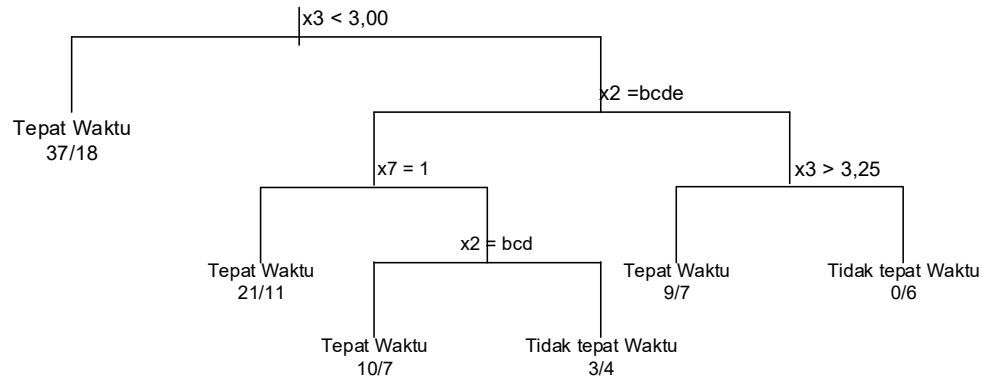 x3 < 3,00
x2 =bcde
Tepat Waktu
37/18
x7 = 1
x3 > 3,25
x2 = bcd
Tepat Waktu
21/11
Tepat Waktu
9/7
Tidak tepat Waktu
0/6
Tepat Waktu
10/7
Tidak tepat Waktu
3/4